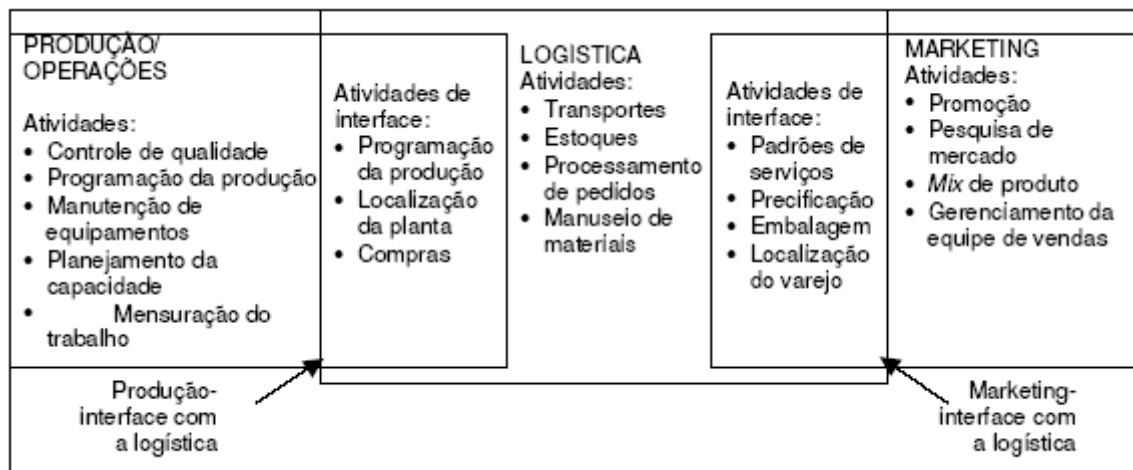 PRODUÇÃO/
OPERAÇÕES
Atividades:
• Controle de qualidade
• Programação da produção
• Manutenção de
equipamentos
• Planejamento da
capacidade
• Mensuração do
trabalho
Atividades de
interface:
• Programação
da produção
• Localização
da planta
• Compras
LOGÍSTICA
Atividades:
• Transportes
• Estoques
• Processamento
de pedidos
• Manuseio de
materiais
Atividades de
interface:
• Padrões de
serviços
• Precificação
• Embalagem
• Localização
do varejo
MARKETING
Atividades:
• Promoção
• Pesquisa de
mercado
• Mix de produto
• Gerenciamento da
equipe de vendas
Produção-
interface com
a logística
Marketing-
interface com
a logística